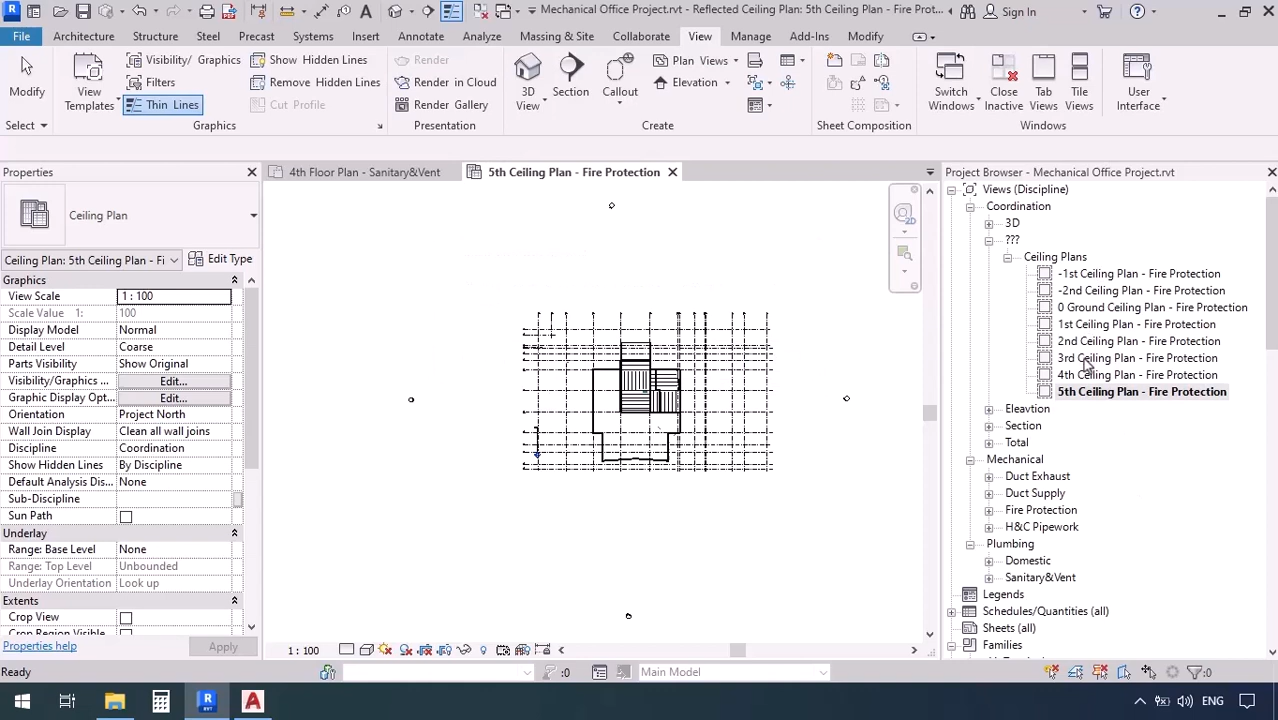 Mechanical Office Project.rvt - Reflected Ceiling Plan: 5th Ceiling Plan - Fire Prot...
Sign In
File Architecture Structure Steel Precast Systems Insert Annotate Analyze Massing & Site Collaborate View Manage Add-Ins Modify
Modify
View
Templates
Visibility/ Graphics
Filters
Thin Lines
Show Hidden Lines
Remove Hidden Lines
Cut Profile
Render
Render in Cloud
Render Gallery
3D
View
Section
Callout
Plan Views
Elevation
Switch
Windows
Close
Inactive
Tab
Views
Tile
Views
User
Interface
Select
Graphics
Presentation
Create
Sheet Composition
Windows
Properties
4th Floor Plan - Sanitary&Vent
5th Ceiling Plan - Fire Protection
Project Browser - Mechanical Office Project.rvt
Ceiling Plan
Ceiling Plan: 5th Ceiling Plan - Fi
Edit Type
Graphics
View Scale 1 : 100
Scale Value 1: 100
Display Model Normal
Detail Level Coarse
Parts Visibility Show Original
Visibility/Graphics ... Edit...
Graphic Display Opt... Edit...
Orientation Project North
Wall Join Display Clean all wall joins
Discipline Coordination
Show Hidden Lines By Discipline
Default Analysis Dis... None
Sub-Discipline
Sun Path
Underlay
Range: Base Level None
Range: Top Level Unbounded
Underlay Orientation Look up
Extents
Crop View
Crop Region Visible
Properties help
Apply
2D
Views (Discipline)
Coordination
3D
???
Ceiling Plans
-1st Ceiling Plan - Fire Protection
-2nd Ceiling Plan - Fire Protection
0 Ground Ceiling Plan - Fire Protection
1st Ceiling Plan - Fire Protection
2nd Ceiling Plan - Fire Protection
3rd Ceiling Plan - Fire Protection
4th Ceiling Plan - Fire Protection
5th Ceiling Plan - Fire Protection
Eleavtion
Section
Total
Mechanical
Duct Exhaust
Duct Supply
Fire Protection
H&C Pipework
Plumbing
Domestic
Sanitary&Vent
Legends
Schedules/Quantities (all)
Sheets (all)
Families
1 : 100
Ready
:0
Main Model
:0
ENG